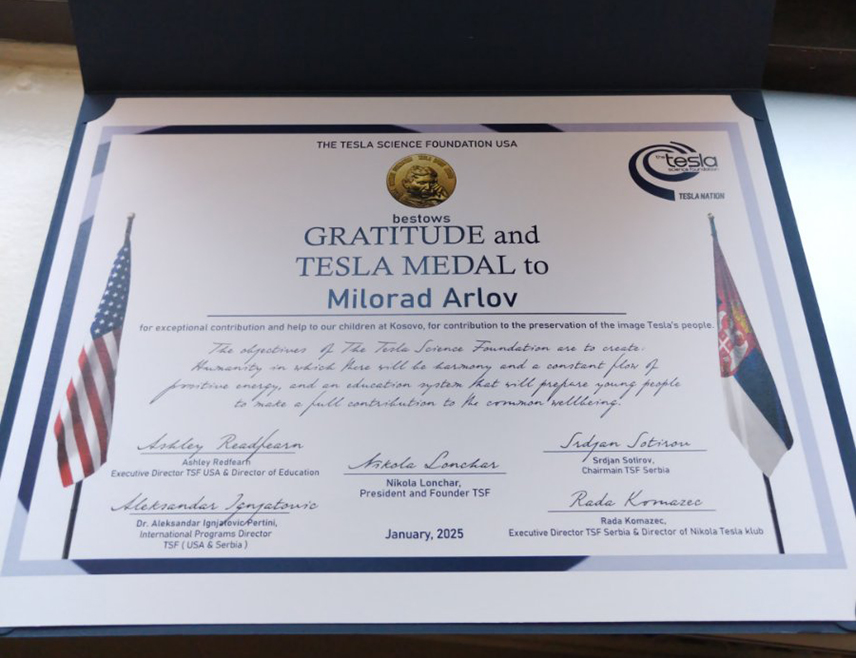 THE TESLA SCIENCE FOUNDATION USA
the tesla
science foundation
TESLA NATION
bestows
GRATITUDE and
TESLA MEDAL to
Milorad Arlov
for exceptional contribution and help to our children at Kosovo, for contribution to the preservation of the image Tesla's people.
The objectives of The Tesla Science Foundation are to create:
Humanity in which there will be harmony and a constant flow of
positive energy, and an education system that will prepare young people
to make a full contribution to the common wellbeing.
Ashley Readfearn
Ashley Redfearn
Executive Director TSF USA & Director of Education
Nikola Lonchar
Nikola Lonchar,
President and Founder TSF
Srdjan Sotirov
Srdjan Sotirov,
Chairmain TSF Serbia
Aleksandar Ignjatovic
Dr. Aleksandar Ignjatovic Pertini,
International Programs Director
TSF ( USA & Serbia )
January, 2025
Rada Komazec
Rada Komazec,
Executive Director TSF Serbia & Director of Nikola Tesla klub